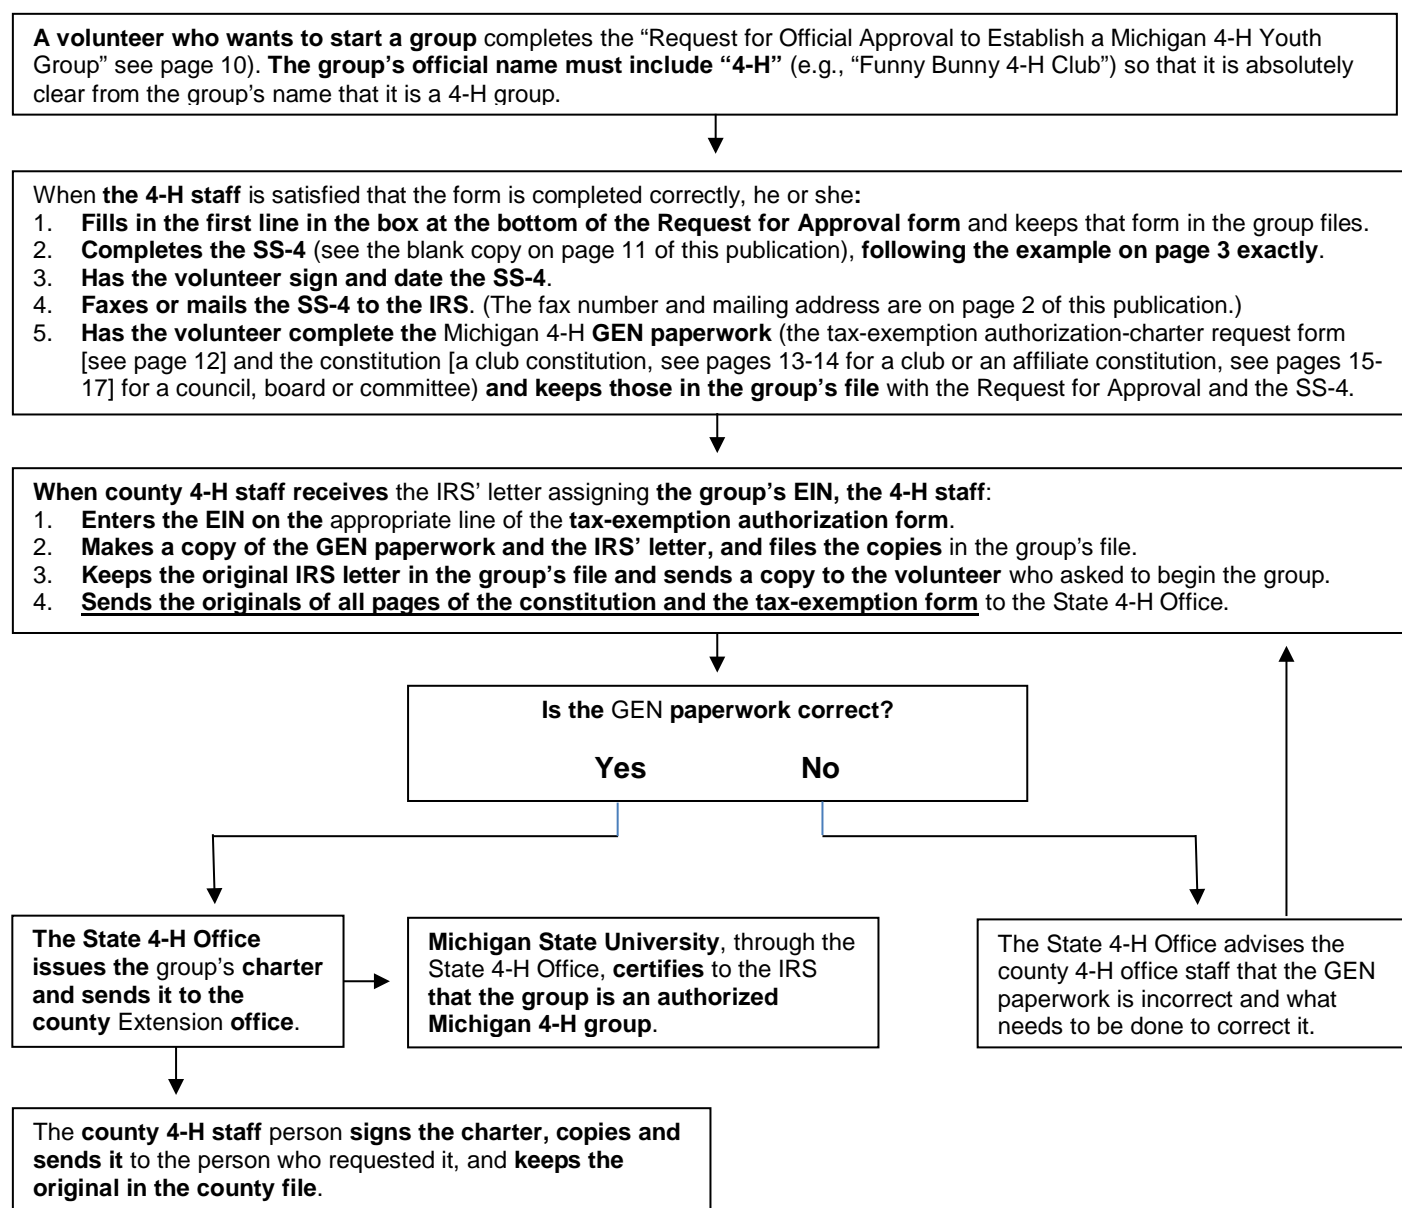 A volunteer who wants to start a group completes the “Request for Official Approval to Establish a Michigan 4-H Youth
Group” see page 10). The group’s official name must include “4-H” (e.g., “Funny Bunny 4-H Club”) so that it is absolutely
clear from the group’s name that it is a 4-H group.
When the 4-H staff is satisfied that the form is completed correctly, he or she:
1. Fills in the first line in the box at the bottom of the Request for Approval form and keeps that form in the group files.
2. Completes the SS-4 (see the blank copy on page 11 of this publication), following the example on page 3 exactly.
3. Has the volunteer sign and date the SS-4.
4. Faxes or mails the SS-4 to the IRS. (The fax number and mailing address are on page 2 of this publication.)
5. Has the volunteer complete the Michigan 4-H GEN paperwork (the tax-exemption authorization-charter request form
[see page 12] and the constitution [a club constitution, see pages 13-14 for a club or an affiliate constitution, see pages 15-
17] for a council, board or committee) and keeps those in the group’s file with the Request for Approval and the SS-4.
When county 4-H staff receives the IRS’ letter assigning the group’s EIN, the 4-H staff:
1. Enters the EIN on the appropriate line of the tax-exemption authorization form.
2. Makes a copy of the GEN paperwork and the IRS’ letter, and files the copies in the group’s file.
3. Keeps the original IRS letter in the group’s file and sends a copy to the volunteer who asked to begin the group.
4. Sends the originals of all pages of the constitution and the tax-exemption form to the State 4-H Office.
Is the GEN paperwork correct?
Yes No
The State 4-H Office
issues the group’s charter
and sends it to the
county Extension office.
Michigan State University, through the
State 4-H Office, certifies to the IRS
that the group is an authorized
Michigan 4-H group.
The State 4-H Office advises the
county 4-H office staff that the GEN
paperwork is incorrect and what
needs to be done to correct it.
The county 4-H staff person signs the charter, copies and
sends it to the person who requested it, and keeps the
original in the county file.